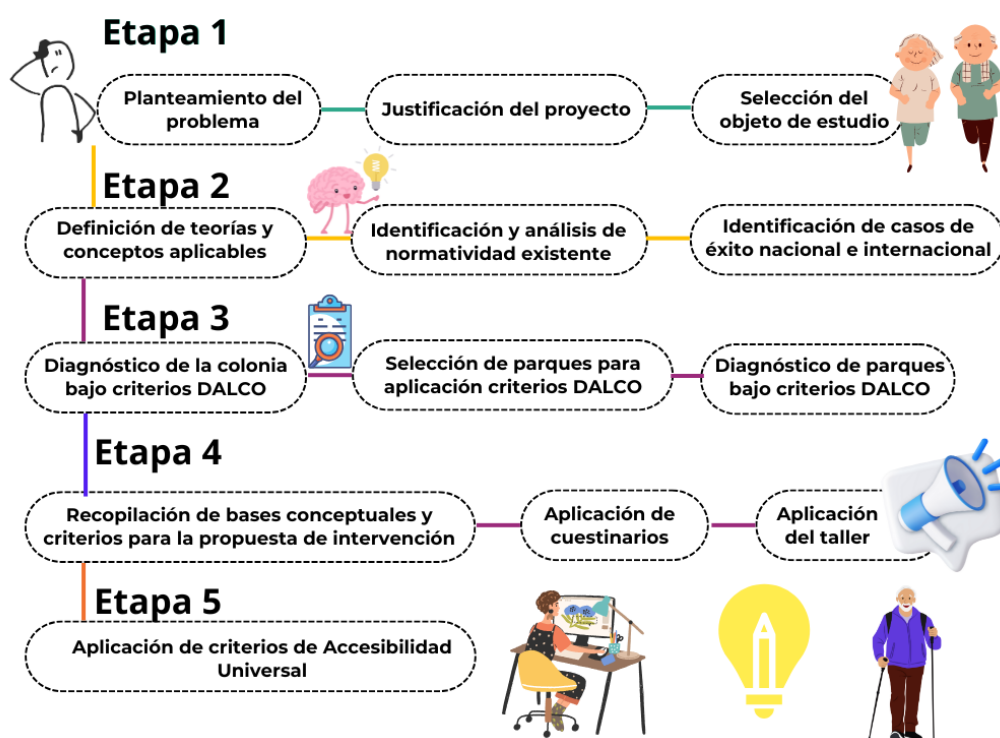 Etapa 1
Planteamiento del
problema
Justificación del proyecto
Selección del
objeto de estudio
Etapa 2
Definición de teorías y
conceptos aplicables
Identificación y análisis de
normatividad existente
Identificación de casos de
éxito nacional e internacional
Etapa 3
Diagnóstico de la colonia
bajo criterios DALCO
Selección de parques para
aplicación criterios DALCO
Diagnóstico de parques
bajo criterios DALCO
Etapa 4
Recopilación de bases conceptuales y
criterios para la propuesta de intervención
Aplicación de
cuestinarios
Aplicación
del taller
Etapa 5
Aplicación de criterios de Accesibilidad
Universal